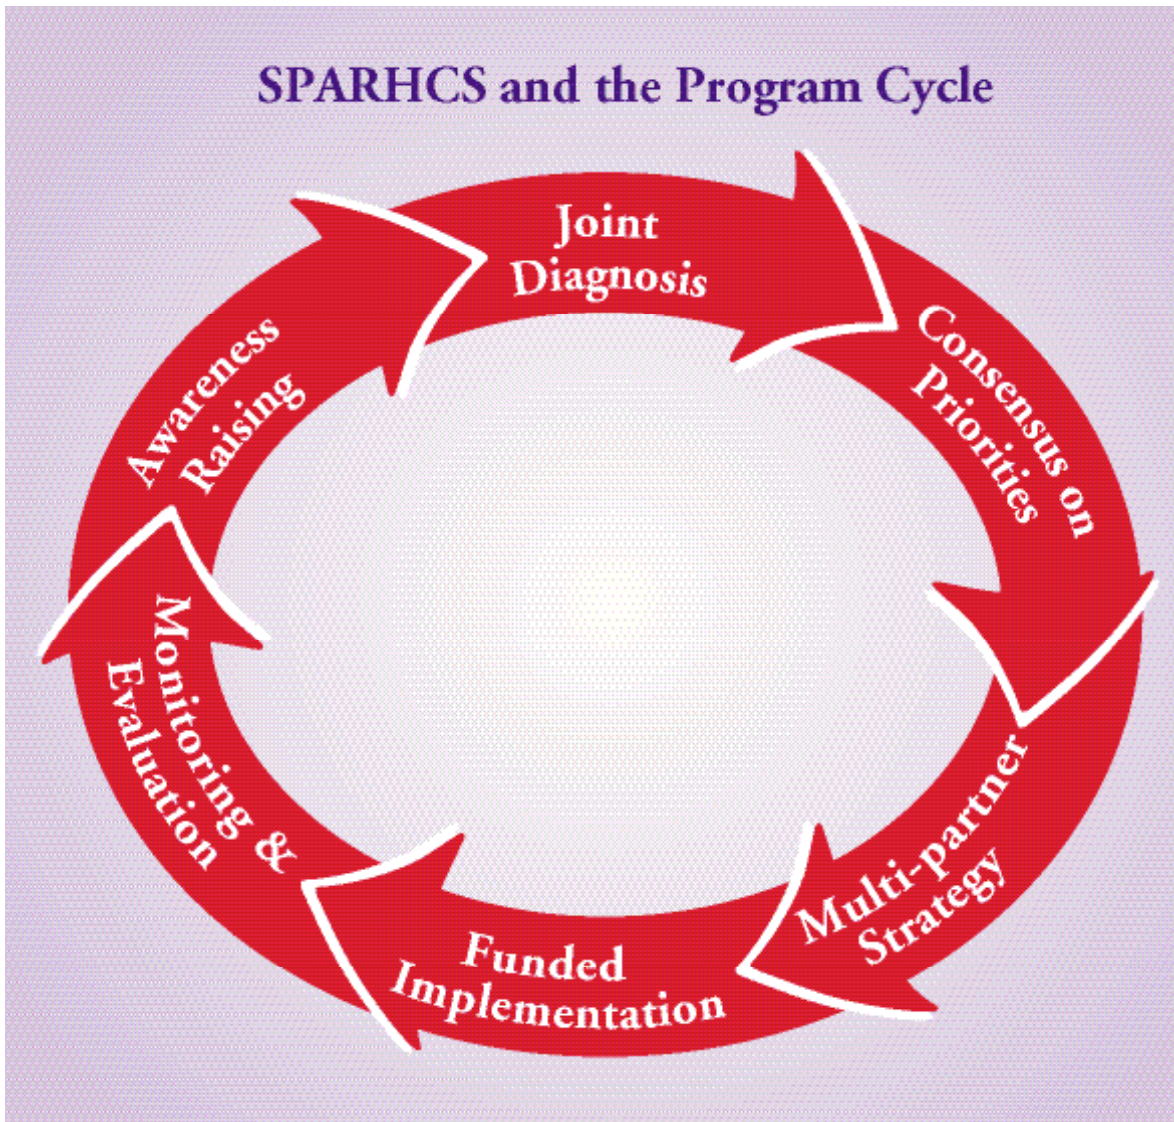 SPARHCS and the Program Cycle
Joint
Diagnosis
Consensus on
Priorities
Multi-partner
Strategy
Funded
Implementation
Monitoring &
Evaluation
Awareness
Raising